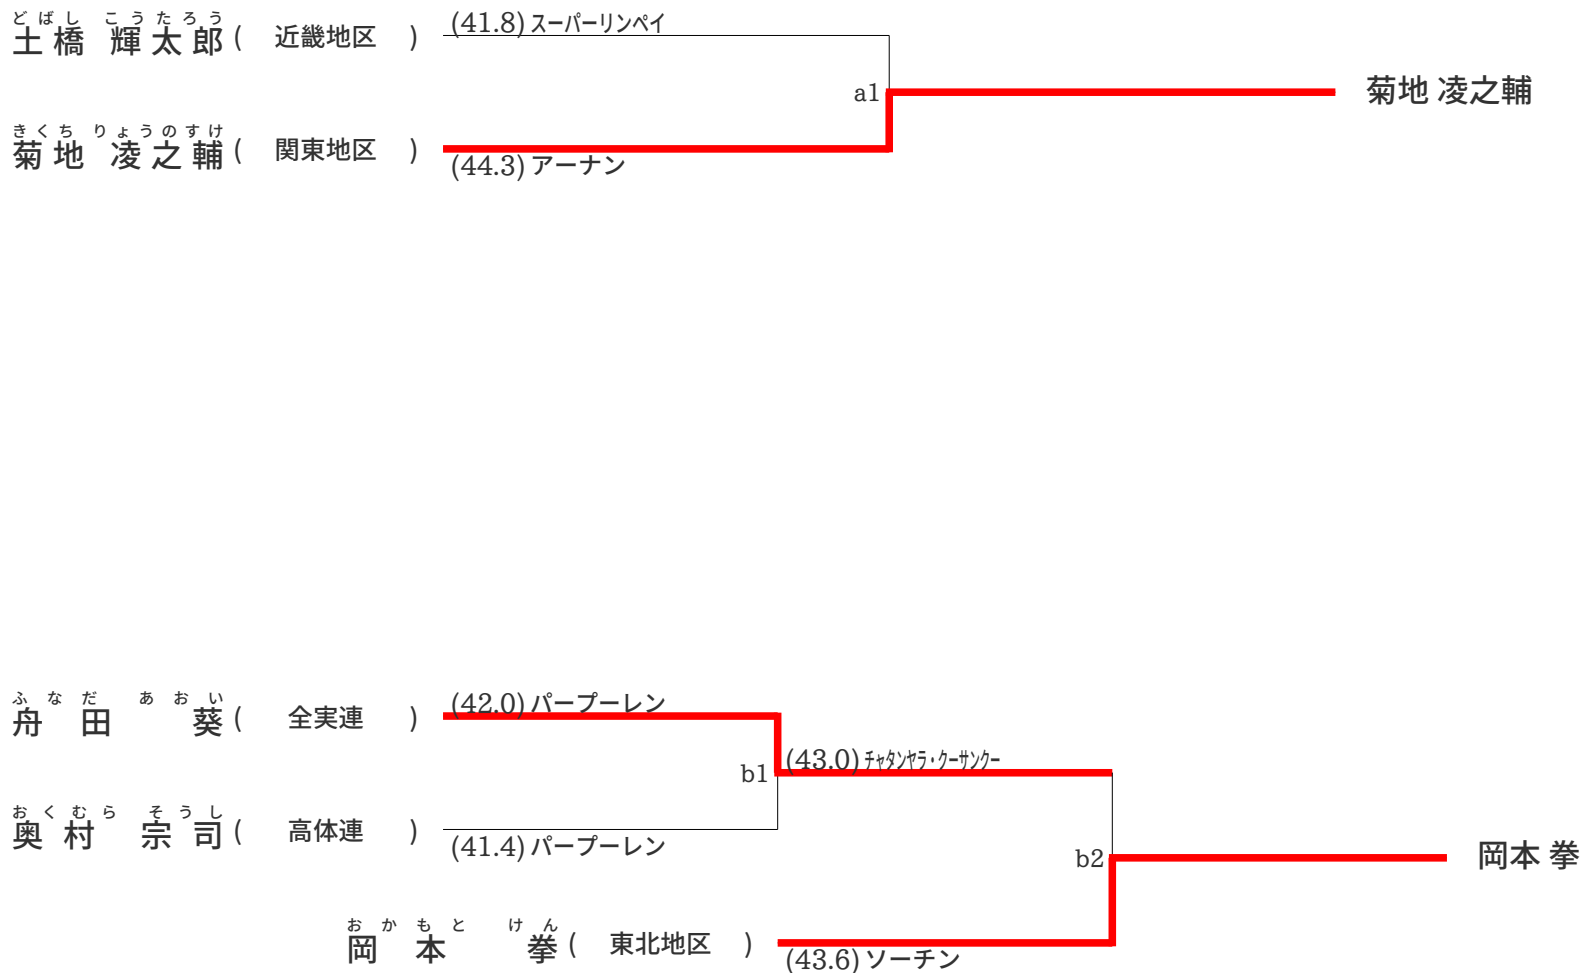 どばし こうたろう
土橋 輝太郎 ( 近畿地区 ) (41.8) スーパーリンペイ
a1 菊地 凌之輔
きくち りょうのすけ
菊地 凌之輔 ( 関東地区 ) (44.3) アーナン
ふなだ あおい
舟田 葵 ( 全実連 ) (42.0) パープーレン
b1 (43.0) チャタンヤラ・クーサンクー
おくむら そうし
奥村 宗司 ( 高体連 ) (41.4) パープーレン
b2 岡本 拳
おかもと けん
岡本 拳 ( 東北地区 ) (43.6) ソーチン